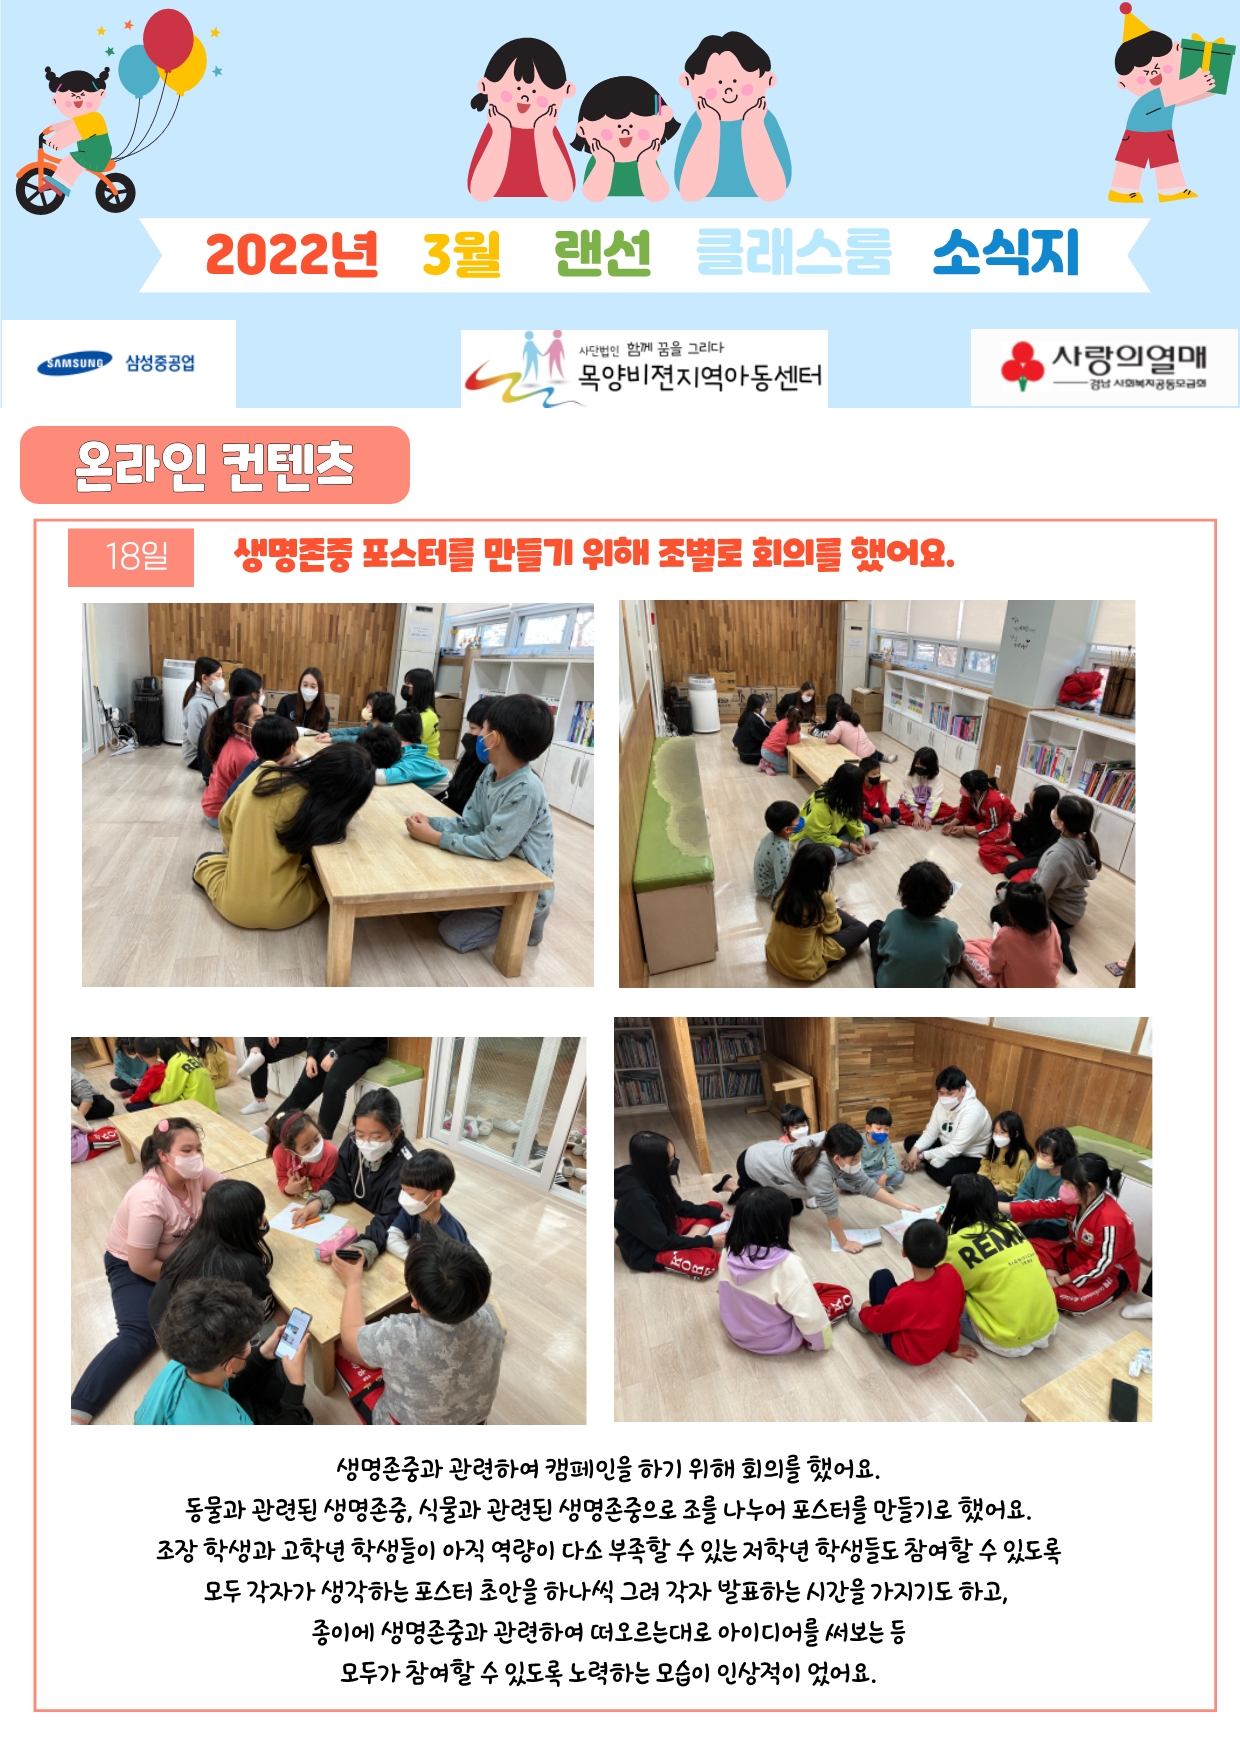 2022년 3월 랜선 클래스룸 소식지
SAMSUNG 삼성중공업
사단법인 함께 꿈을 그리다
목양비젼지역아동센터
사랑의열매
경남 사회복지공동모금회
온라인 컨텐츠
18일
생명존중 포스터를 만들기 위해 조별로 회의를 했어요.
REMA
생명존중과 관련하여 캠페인을 하기 위해 회의를 했어요.
동물과 관련된 생명존중, 식물과 관련된 생명존중으로 조를 나누어 포스터를 만들기로 했어요.
조장 학생과 고학년 학생들이 아직 역량이 다소 부족할 수 있는 저학년 학생들도 참여할 수 있도록
모두 각자가 생각하는 포스터 초안을 하나씩 그려 각자 발표하는 시간을 가지기도 하고,
종이에 생명존중과 관련하여 떠오르는대로 아이디어를 써보는 등
모두가 참여할 수 있도록 노력하는 모습이 인상적이 었어요.